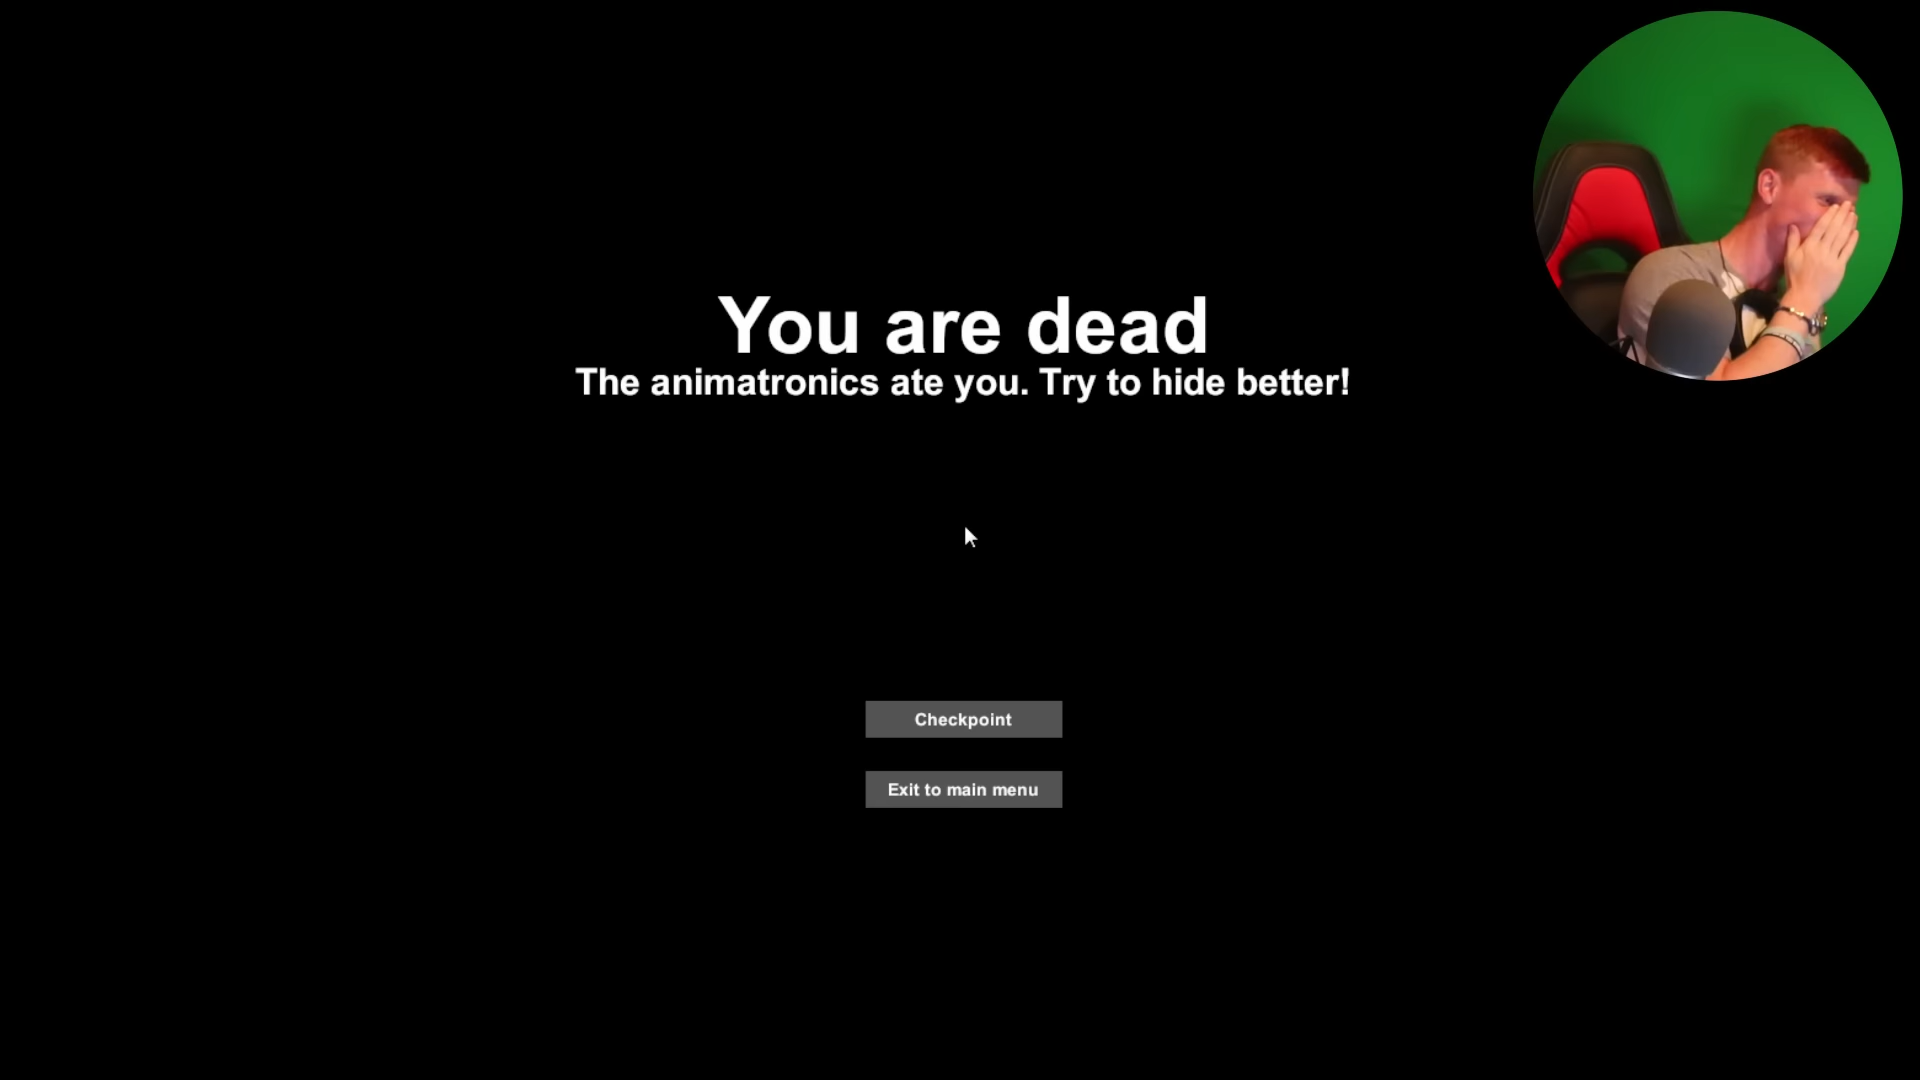 You are dead
The animatronics ate you. Try to hide better!
Checkpoint
Exit to main menu